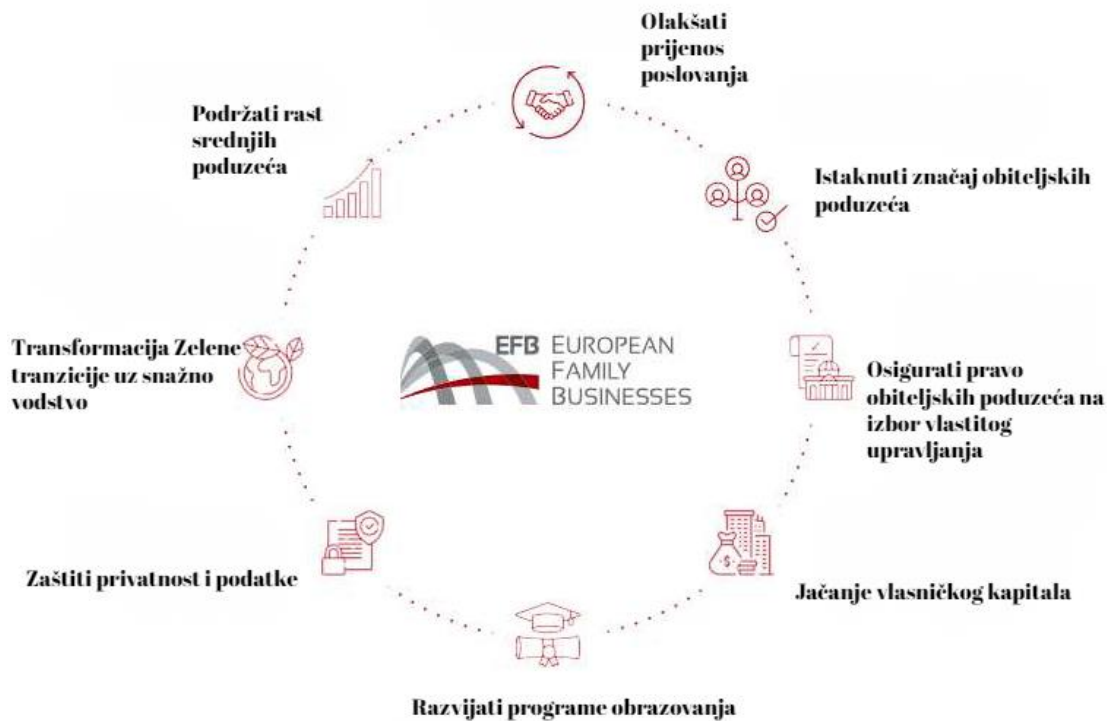 Olakšati
prijenos
poslovanja
Istaknuti značaj obiteljskih
poduzeća
Osigurati pravo
obiteljskih poduzeća na
izbor vlastitog
upravljanja
Jačanje vlasničkog kapitala
Razvijati programe obrazovanja
Zaštiti privatnost i podatke
Transformacija Zelene
tranzicije uz snažno
vodstvo
Podržati rast
srednjih
poduzeća
EFB EUROPEAN
FAMILY
BUSINESSES